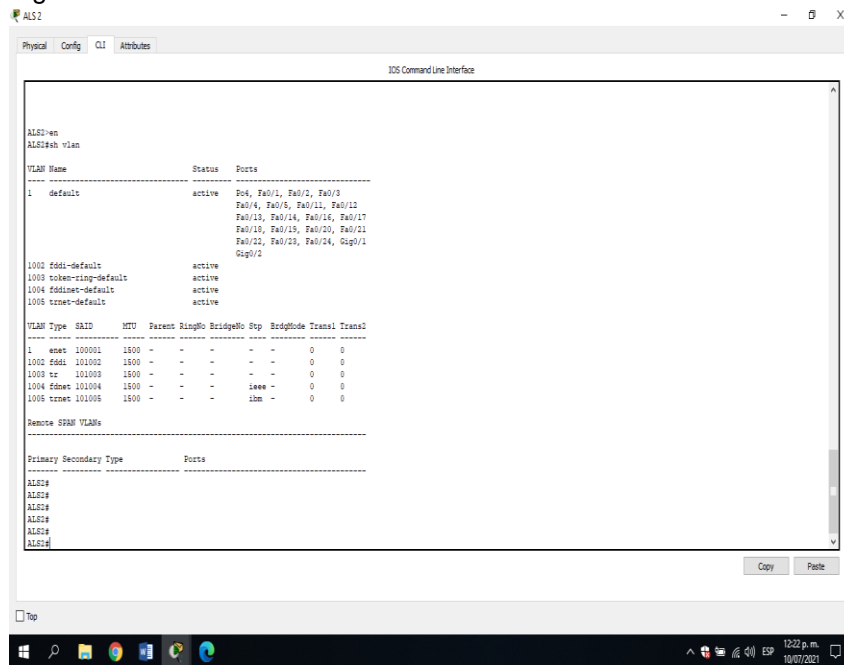 ALS 2
Physical Config CLI Attributes
IOS Command Line Interface
ALS2>en
ALS2#sh vlan
VLAN Name Status Ports
---- -------------------------------- --------- -------------------------------
1 default active Po4, Fa0/1, Fa0/2, Fa0/3
Fa0/4, Fa0/5, Fa0/11, Fa0/12
Fa0/13, Fa0/14, Fa0/16, Fa0/17
Fa0/18, Fa0/19, Fa0/20, Fa0/21
Fa0/22, Fa0/23, Fa0/24, Gig0/1
Gig0/2
1002 fddi-default active
1003 token-ring-default active
1004 fddinet-default active
1005 trnet-default active
VLAN Type SAID MTU Parent RingNo BridgeNo Stp BrdgMode Trans1 Trans2
---- ----- ---------- ----- ------ ------ -------- ---- -------- ------ ------
1 enet 100001 1500 - - - - - 0 0
1002 fddi 101002 1500 - - - - - 0 0
1003 tr 101003 1500 - - - - - 0 0
1004 fdnet 101004 1500 - - - ieee - 0 0
1005 trnet 101005 1500 - - - ibm - 0 0
Remote SPAN VLANs
------------------------------------------------------------------------------
Primary Secondary Type Ports
------- --------- ----------------- ------------------------------------------
ALS2#
ALS2#
ALS2#
ALS2#
ALS2#
ALS2#
Copy Paste
Top
ESP
12:22 p. m.
10/07/2021